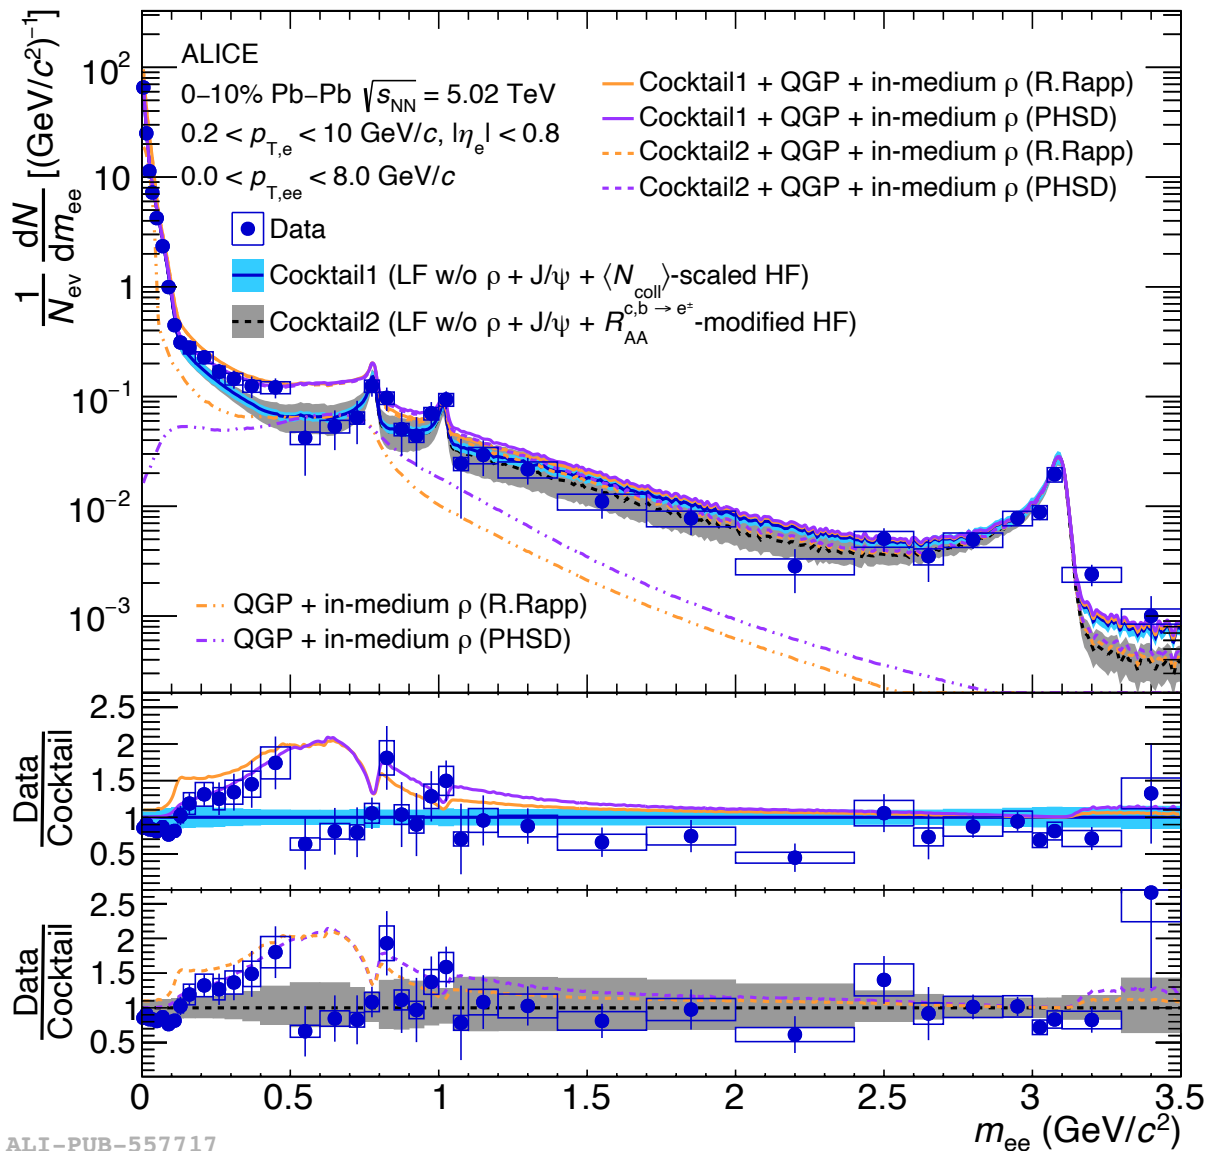 ALICE
0–10% Pb–Pb √sNN = 5.02 TeV
0.2 < pT,e < 10 GeV/c, |ηe| < 0.8
0.0 < pT,ee < 8.0 GeV/c
Cocktail1 + QGP + in-medium ρ (R.Rapp)
Cocktail1 + QGP + in-medium ρ (PHSD)
Cocktail2 + QGP + in-medium ρ (R.Rapp)
Cocktail2 + QGP + in-medium ρ (PHSD)
Data
Cocktail1 (LF w/o ρ + J/ψ + ⟨Ncoll⟩-scaled HF)
Cocktail2 (LF w/o ρ + J/ψ + RAA^c,b → e±-modified HF)
QGP + in-medium ρ (R.Rapp)
QGP + in-medium ρ (PHSD)
1/Nev dN/dmee [(GeV/c²)⁻¹]
10²
10
1
10⁻¹
10⁻²
10⁻³
Data
Cocktail
2.5
2
1.5
1
0.5
Data
Cocktail
2.5
2
1.5
1
0.5
0 0.5 1 1.5 2 2.5 3 3.5
mee (GeV/c²)
ALI-PUB-557717